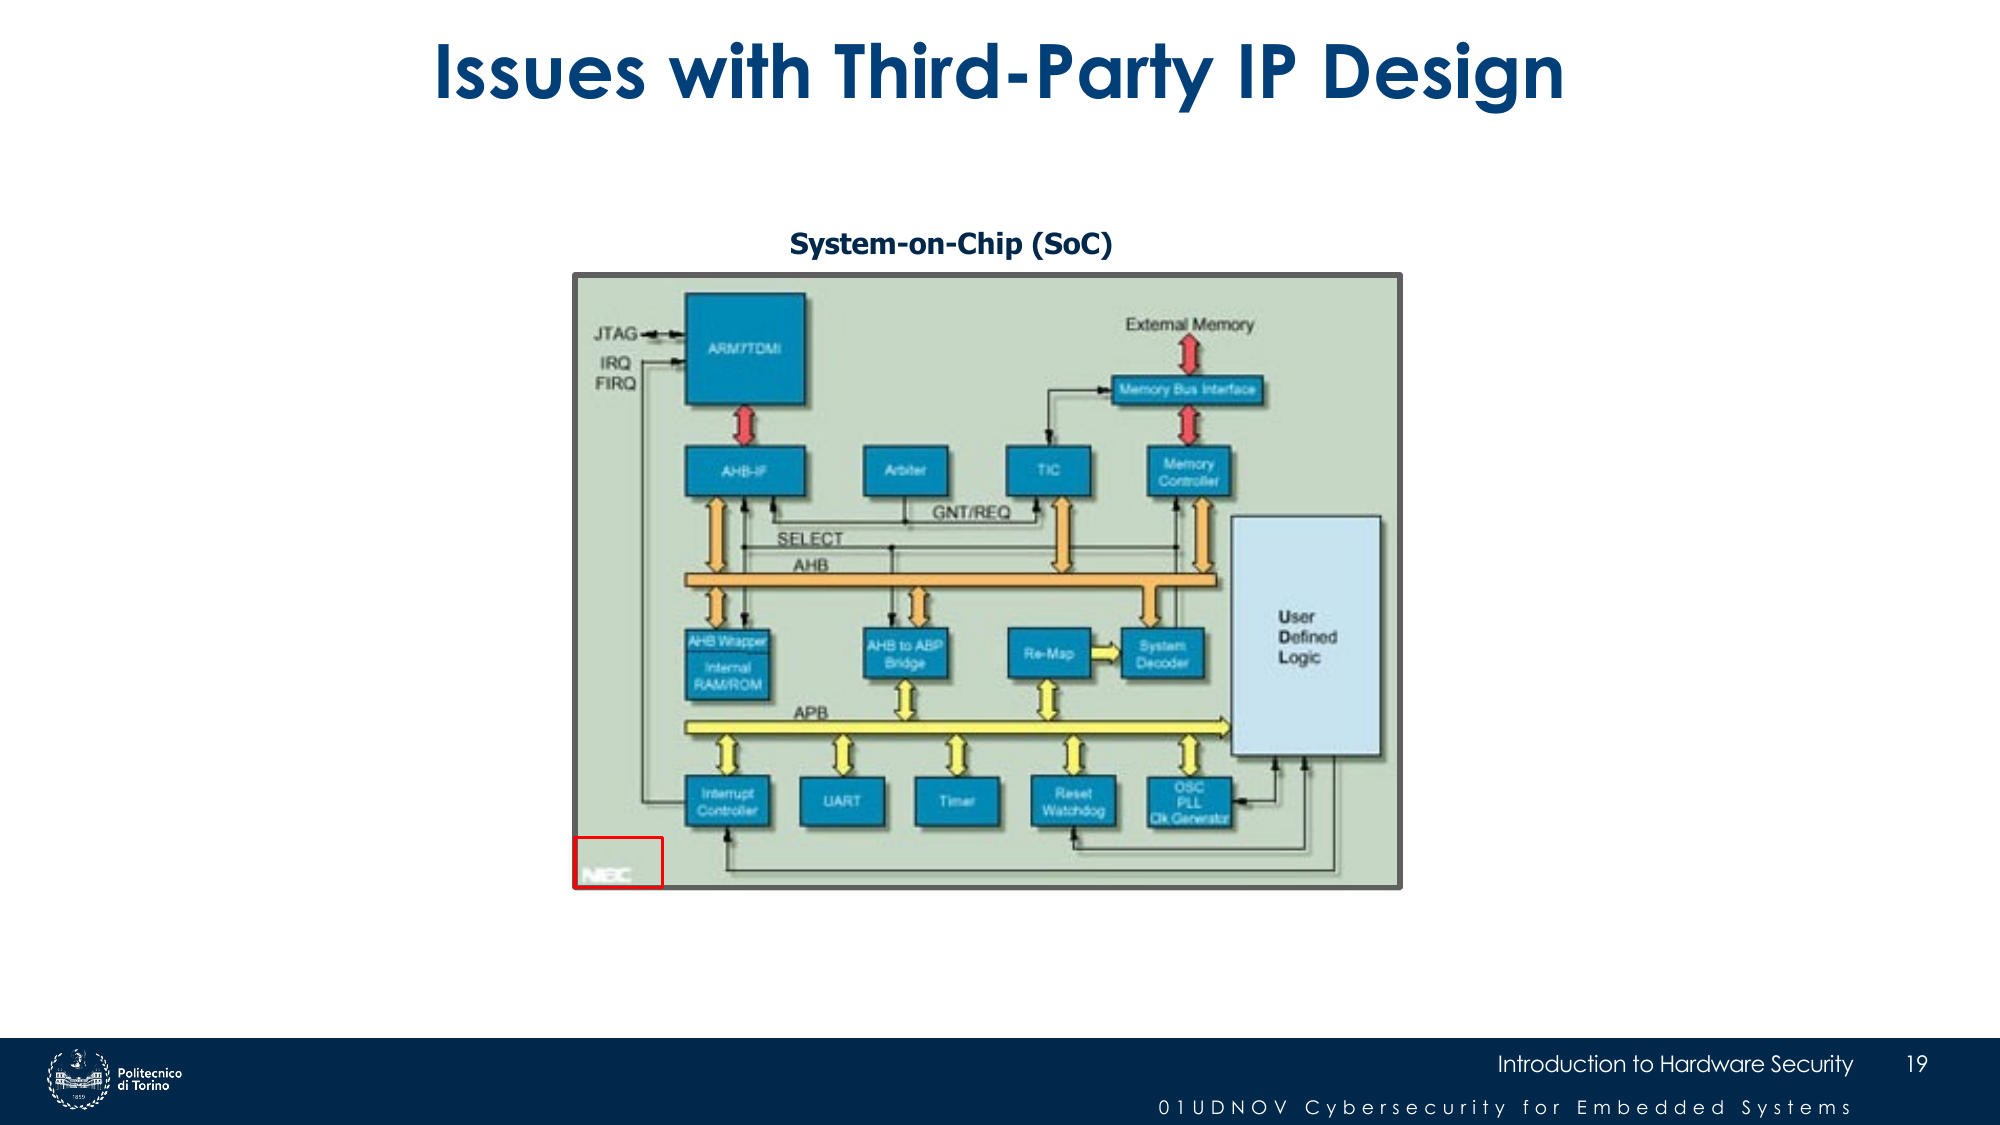 Issues with Third-Party IP Design
System-on-Chip (SoC)
JTAG
IRQ
FIRQ
ARM7TDMI
External Memory
Memory Bus Interface
AHB-IF
Arbiter
TIC
Memory
Controller
GNT/REQ
SELECT
AHB
User
Defined
Logic
AHB Wrapper
Internal
RAM/ROM
AHB to ABP
Bridge
Re-Map
System
Decoder
APB
Interrupt
Controller
UART
Timer
Reset
Watchdog
OSC
PLL
Clk Generator
NEC
Politecnico
di Torino
1859
Introduction to Hardware Security
19
01UDNOV Cybersecurity for Embedded Systems